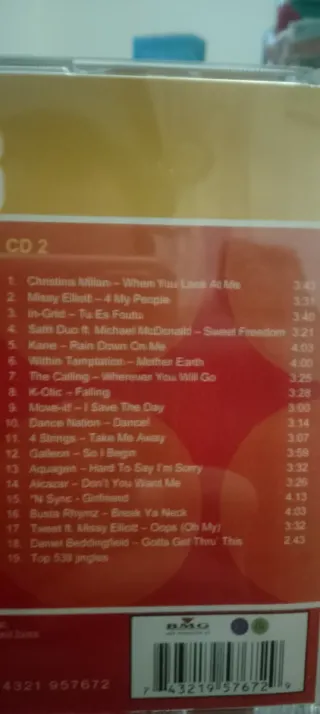 CD 2
1. Christina Milian – When You Look At Me 3:43
2. Missy Elliott – 4 My People 3:31
3. In-Grid – Tu Es Foutu 3:40
4. Safri Duo ft. Michael McDonald – Sweet Freedom 3:21
5. Kane – Rain Down On Me 4:03
6. Within Temptation – Mother Earth 4:00
7. The Calling – Wherever You Will Go 3:25
8. K-Otic – Falling 3:28
9. Move-it! – I Save The Day 3:00
10. Dance Nation – Dance! 3.14
11. 4 Strings – Take Me Away 3:07
12. Galleon – So I Begin 3:59
13. Aquagen – Hard To Say I'm Sorry 3:32
14. Alcazar – Don't You Want Me 3:26
15. *N Sync - Girlfriend 4.13
16. Busta Rhymz – Break Ya Neck 4:03
17. Tweet ft. Missy Elliott – Oops (Oh My) 3:32
18. Daniel Beddingfield – Gotta Get Thru' This 2.43
19. Top 538 jingles
BMG
4321 957672
7 43219 57672 9